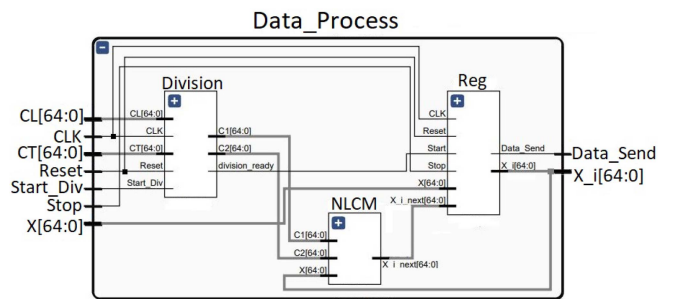 Data_Process
Division
Reg
CL[64:0]
CLK
CT[64:0]
Reset
Start_Div
Stop
X[64:0]
CL[64:0]
CLK
CT[64:0]
Reset
Start_Div
C1[64:0]
C2[64:0]
division_ready
CLK
Reset
Start
Stop
X[64:0]
X_i_next[64:0]
Data_Send
X_i[64:0]
Data_Send
X_i[64:0]
NLCM
C1[64:0]
C2[64:0]
X[64:0]
X_i_next[64:0]